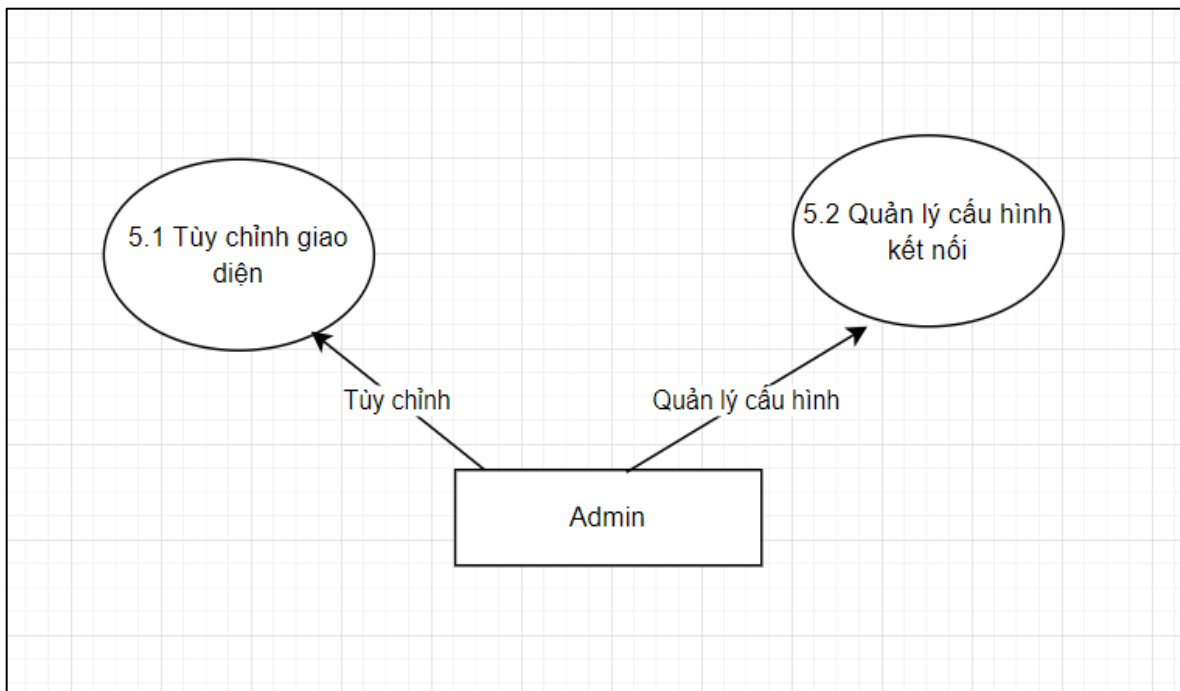 5.1 Tùy chỉnh giao
diện
5.2 Quản lý cấu hình
kết nối
Tùy chỉnh
Quản lý cấu hình
Admin